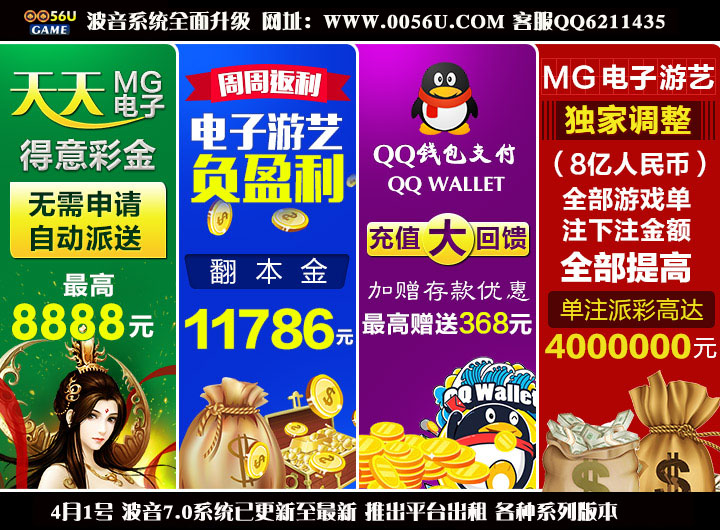 0056U
GAME
波音系统全面升级 网址：WWW.0056U.COM 客服QQ6211435
天天
MG
电子
得意彩金
无需申请
自动派送
最高
8888元
周周返利
电子游艺
负盈利
翻本金
11786元
QQ钱包支付
QQ WALLET
充值大回馈
加赠存款优惠
最高赠送368元
QQ Wallet
MG电子游艺
独家调整
（8亿人民币）
全部游戏单
注下注金额
全部提高
单注派彩高达
4000000元
4月1号 波音7.0系统已更新至最新 推出平台出租 各种系列版本